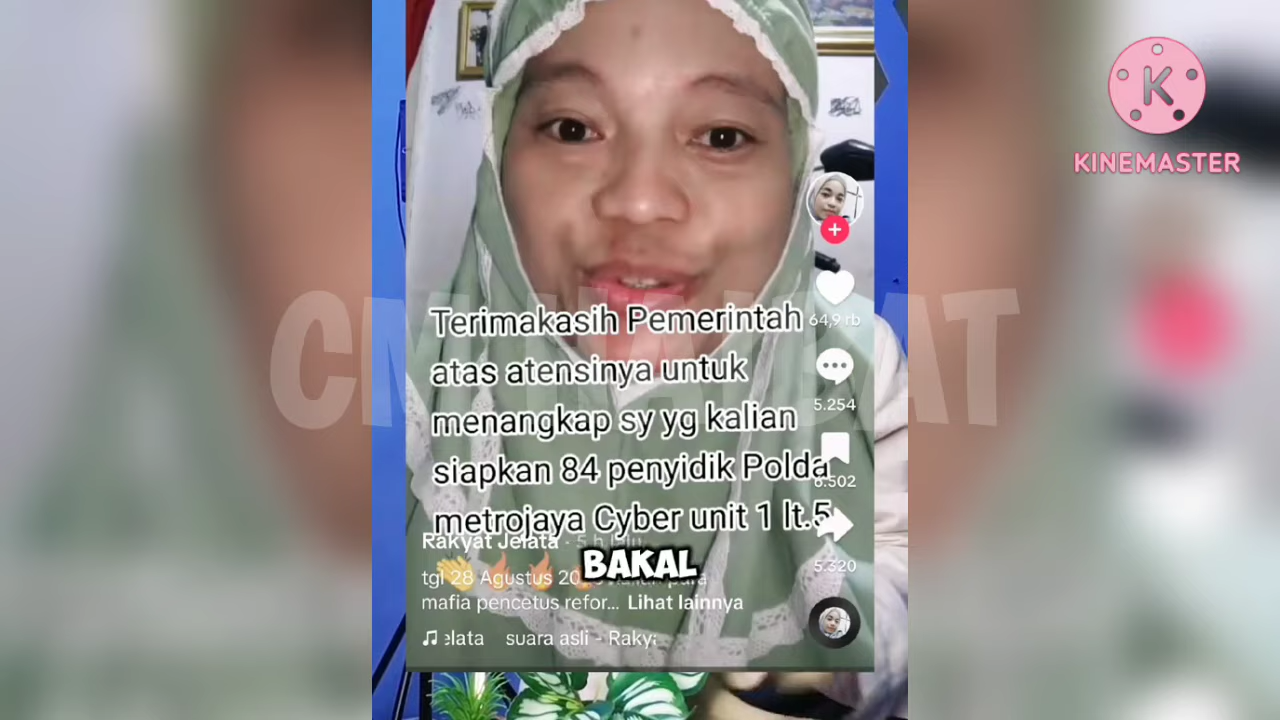 KINEMASTER
Terimakasih Pemerintah
atas atensinya untuk
menangkap sy yg kalian
siapkan 84 penyidik Polda
metrojaya Cyber unit 1 lt.5
64,9 rb
5.254
6.502
5.320
Rakyat Jelata
BAKAL
tgl 28 Agustus
mafia pencetus refor... Lihat lainnya
elata suara asli - Raky